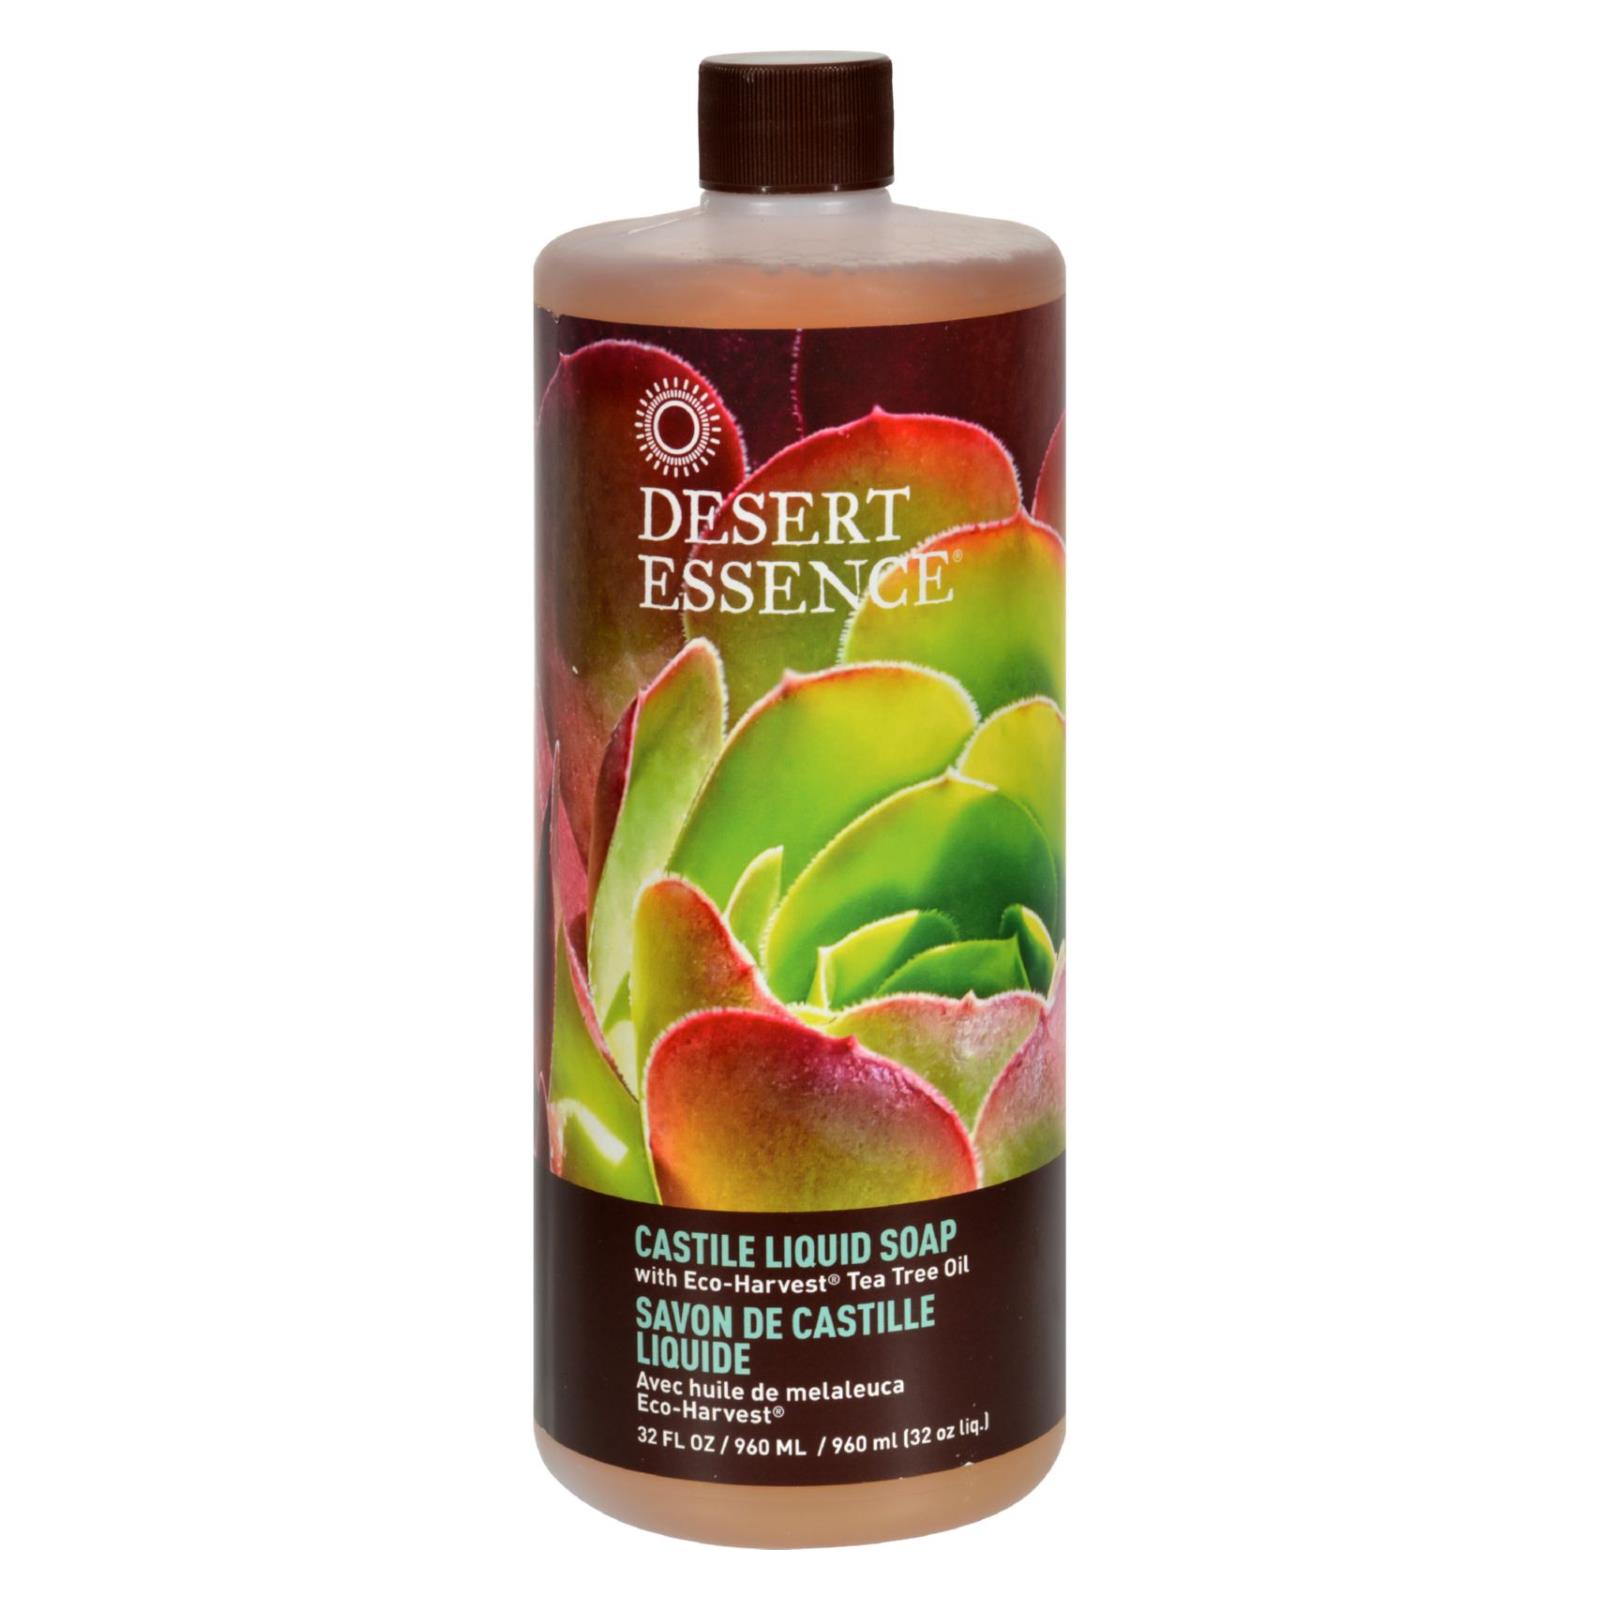 DESERT
ESSENCE®
CASTILE LIQUID SOAP
with Eco-Harvest® Tea Tree Oil
SAVON DE CASTILLE
LIQUIDE
Avec huile de melaleuca
Eco-Harvest®
32 FL OZ / 960 ML / 960 ml (32 oz liq.)